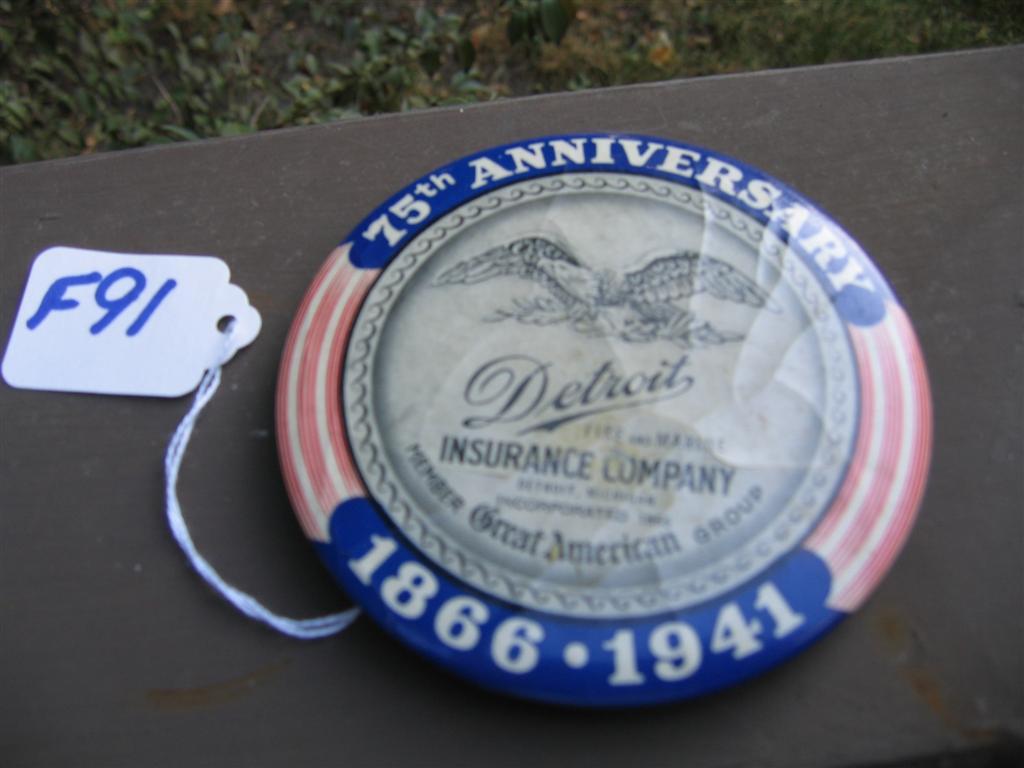 F91
75th ANNIVERSARY
Detroit
FIRE AND MARINE
INSURANCE COMPANY
DETROIT, MICHIGAN
INCORPORATED 1866
MEMBER Great American GROUP
1866 • 1941